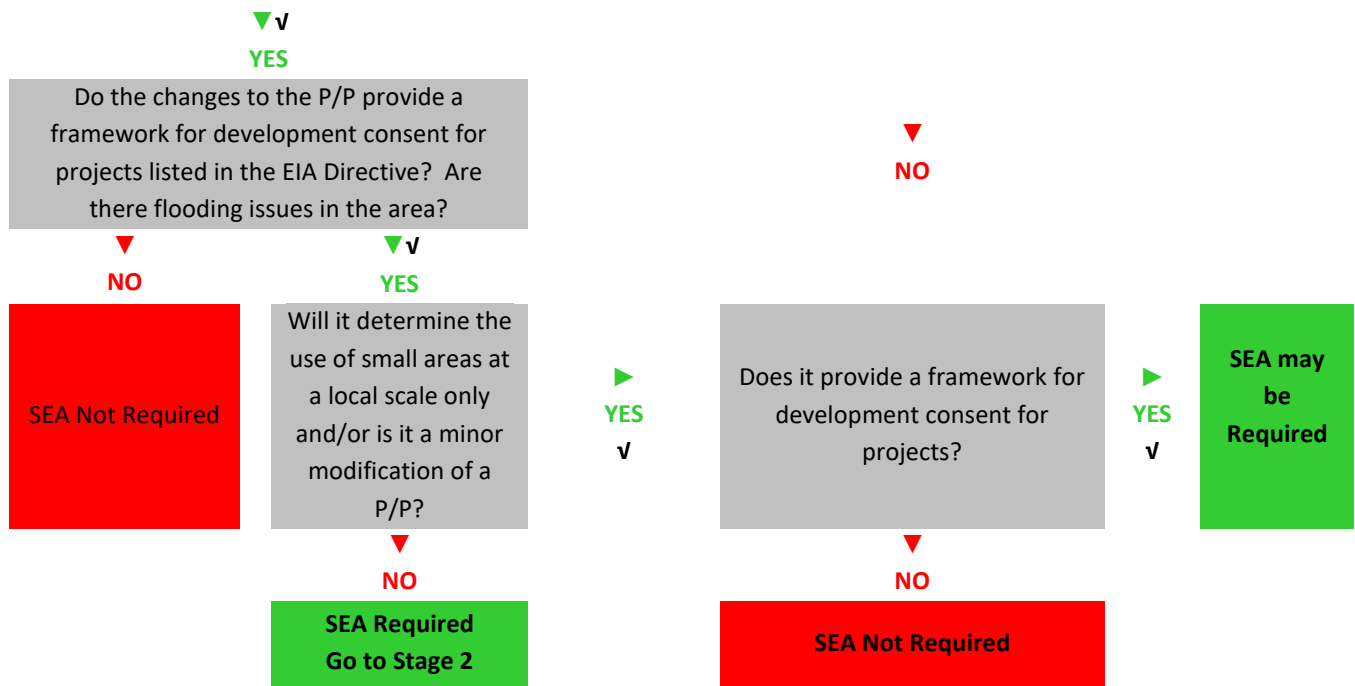 ▼√
YES
Do the changes to the P/P provide a
framework for development consent for
projects listed in the EIA Directive? Are
there flooding issues in the area?
▼
NO
▼
NO
▼√
YES
SEA Not Required
Will it determine the
use of small areas at
a local scale only
and/or is it a minor
modification of a
P/P?
►
YES
√
Does it provide a framework for
development consent for
projects?
►
YES
√
SEA may
be
Required
▼
NO
▼
NO
SEA Required
Go to Stage 2
SEA Not Required